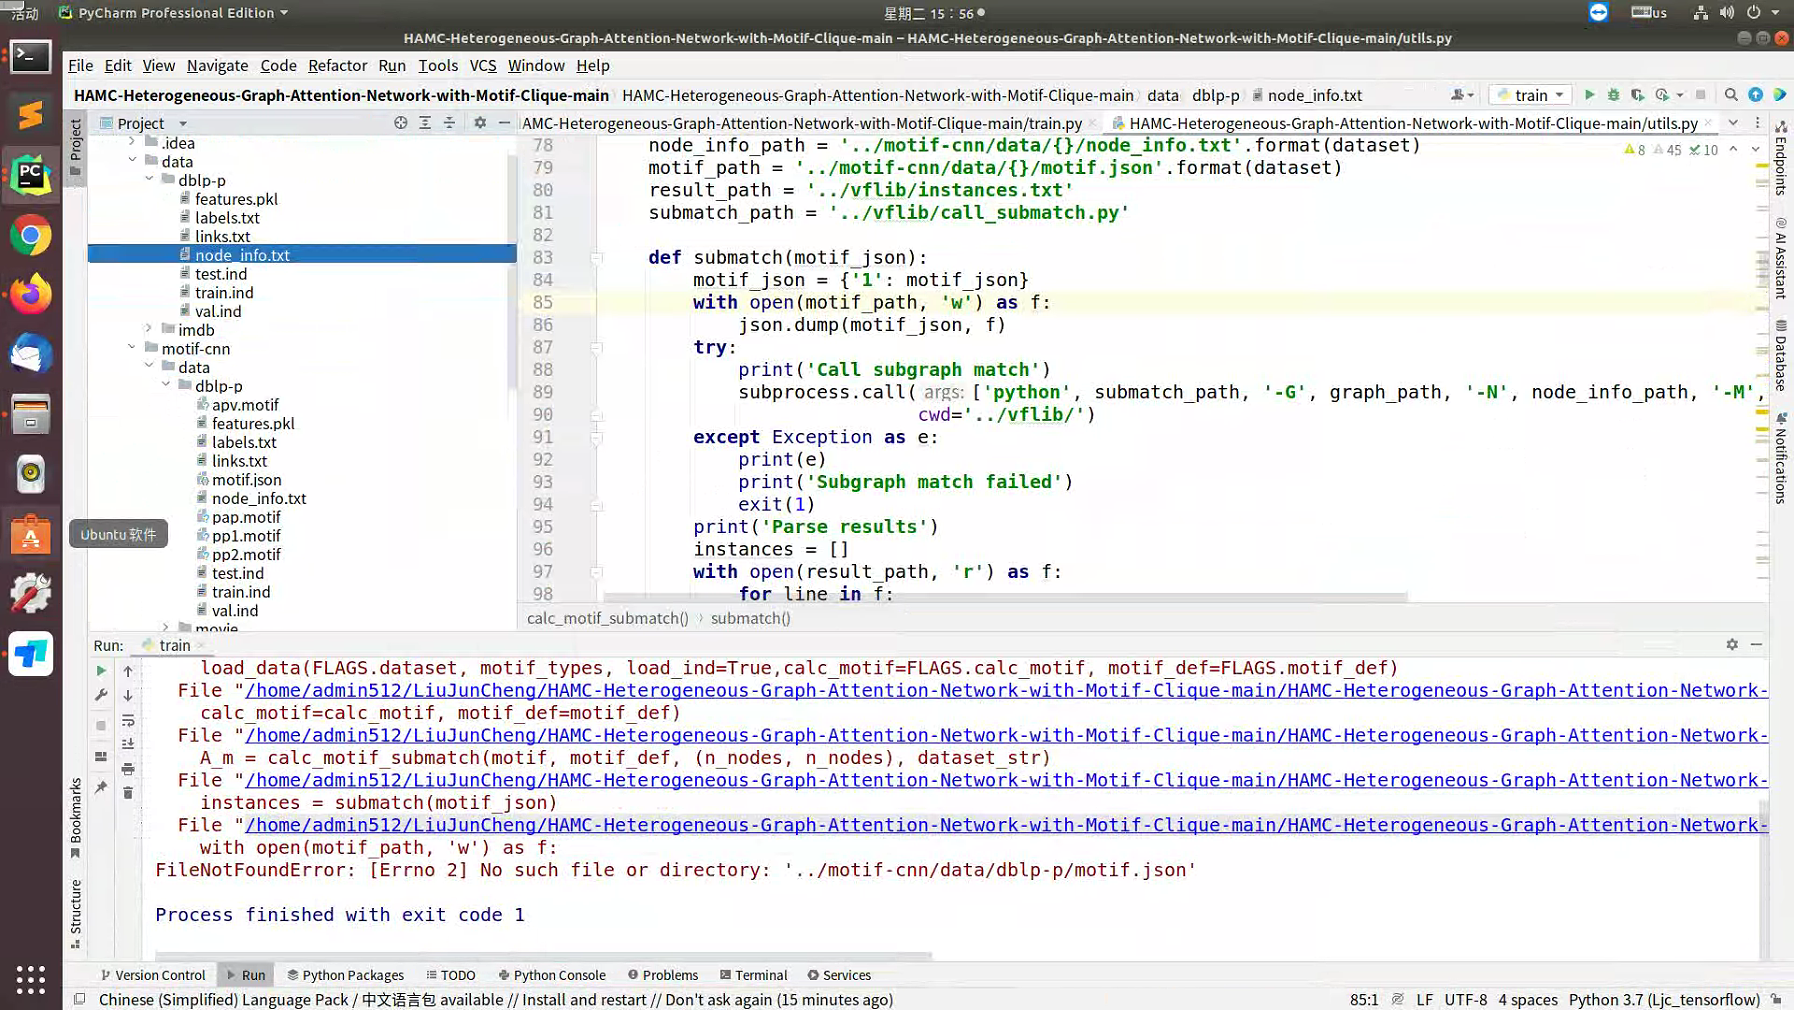 活动 PyCharm Professional Edition 星期二 15：56 us
HAMC-Heterogeneous-Graph-Attention-Network-with-Motif-Clique-main – HAMC-Heterogeneous-Graph-Attention-Network-with-Motif-Clique-main/utils.py
File Edit View Navigate Code Refactor Run Tools VCS Window Help
HAMC-Heterogeneous-Graph-Attention-Network-with-Motif-Clique-main HAMC-Heterogeneous-Graph-Attention-Network-with-Motif-Clique-main data dblp-p node_info.txt train
Project
AMC-Heterogeneous-Graph-Attention-Network-with-Motif-Clique-main/train.py HAMC-Heterogeneous-Graph-Attention-Network-with-Motif-Clique-main/utils.py
Project
.idea
data
dblp-p
features.pkl
labels.txt
links.txt
node_info.txt
test.ind
train.ind
val.ind
imdb
motif-cnn
data
dblp-p
apv.motif
features.pkl
labels.txt
links.txt
motif.json
node_info.txt
pap.motif
pp1.motif
pp2.motif
test.ind
train.ind
val.ind
movie
Ubuntu 软件
8 45 10
78 node_info_path = '../motif-cnn/data/{}/node_info.txt'.format(dataset)
79 motif_path = '../motif-cnn/data/{}/motif.json'.format(dataset)
80 result_path = '../vflib/instances.txt'
81 submatch_path = '../vflib/call_submatch.py'
82
83 def submatch(motif_json):
84 motif_json = {'1': motif_json}
85 with open(motif_path, 'w') as f:
86 json.dump(motif_json, f)
87 try:
88 print('Call subgraph match')
89 subprocess.call( args: ['python', submatch_path, '-G', graph_path, '-N', node_info_path, '-M',
90 cwd='../vflib/')
91 except Exception as e:
92 print(e)
93 print('Subgraph match failed')
94 exit(1)
95 print('Parse results')
96 instances = []
97 with open(result_path, 'r') as f:
98 for line in f:
calc_motif_submatch() submatch()
Endpoints
AI Assistant
Database
Notifications
Run: train
load_data(FLAGS.dataset, motif_types, load_ind=True,calc_motif=FLAGS.calc_motif, motif_def=FLAGS.motif_def)
File "/home/admin512/LiuJunCheng/HAMC-Heterogeneous-Graph-Attention-Network-with-Motif-Clique-main/HAMC-Heterogeneous-Graph-Attention-Network-
calc_motif=calc_motif, motif_def=motif_def)
File "/home/admin512/LiuJunCheng/HAMC-Heterogeneous-Graph-Attention-Network-with-Motif-Clique-main/HAMC-Heterogeneous-Graph-Attention-Network-
A_m = calc_motif_submatch(motif, motif_def, (n_nodes, n_nodes), dataset_str)
File "/home/admin512/LiuJunCheng/HAMC-Heterogeneous-Graph-Attention-Network-with-Motif-Clique-main/HAMC-Heterogeneous-Graph-Attention-Network-
instances = submatch(motif_json)
File "/home/admin512/LiuJunCheng/HAMC-Heterogeneous-Graph-Attention-Network-with-Motif-Clique-main/HAMC-Heterogeneous-Graph-Attention-Network-
with open(motif_path, 'w') as f:
FileNotFoundError: [Errno 2] No such file or directory: '../motif-cnn/data/dblp-p/motif.json'
Process finished with exit code 1
Bookmarks
Structure
Version Control Run Python Packages TODO Python Console Problems Terminal Services
Chinese (Simplified) Language Pack / 中文语言包 available // Install and restart // Don't ask again (15 minutes ago) 85:1 LF UTF-8 4 spaces Python 3.7 (Ljc_tensorflow)